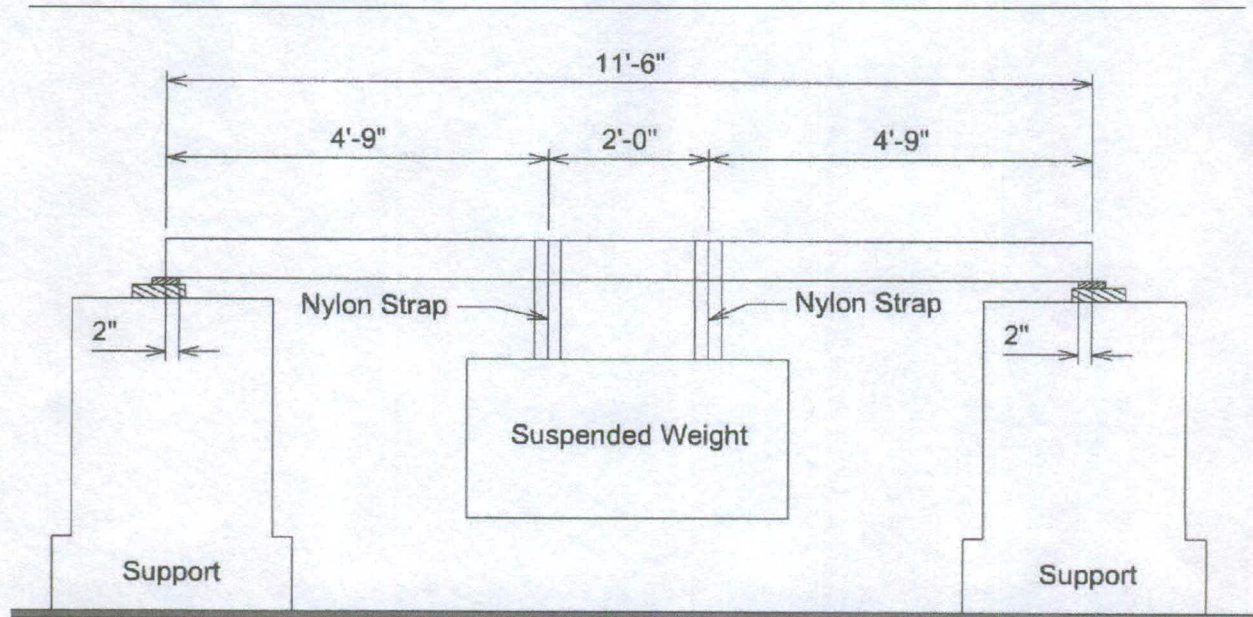 11'-6"
4'-9"
2'-0"
4'-9"
Nylon Strap
Nylon Strap
2"
2"
Suspended Weight
Support
Support